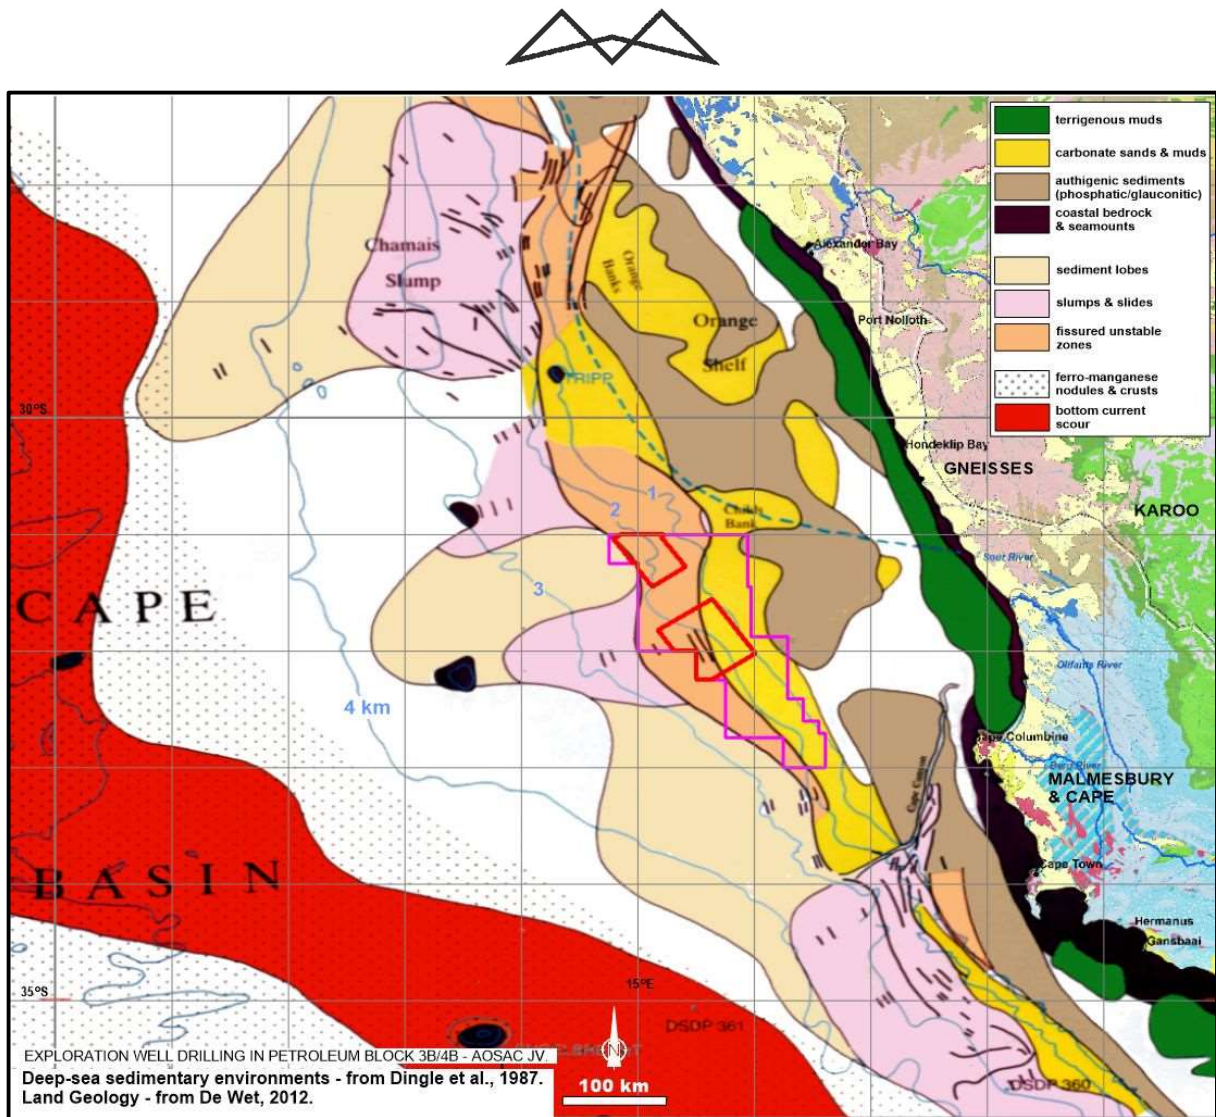 terrigenous muds
carbonate sands & muds
authigenic sediments
(phosphatic/glauconitic)
coastal bedrock
& seamounts
sediment lobes
slumps & slides
fissured unstable
zones
ferro-manganese
nodules & crusts
bottom current
scour
Chamais
Slump
Orange
Banks
Orange
Shelf
Alexander Bay
Port Nolloth
TRIPP
30°S
Hondeklip Bay
GNEISSES
KAROO
1
2
Childs
Bank
3
CAPE
Olifants River
4 km
Cape Columbine
Berg River
MALMESBURY
& CAPE
Cape Canyon
BASIN
Cape Town
Hermanus
Gansbaai
35°S
15°E
DSDP 361
N
DSDP 360
100 km
EXPLORATION WELL DRILLING IN PETROLEUM BLOCK 3B/4B - AOSAC JV.
Deep-sea sedimentary environments - from Dingle et al., 1987.
Land Geology - from De Wet, 2012.